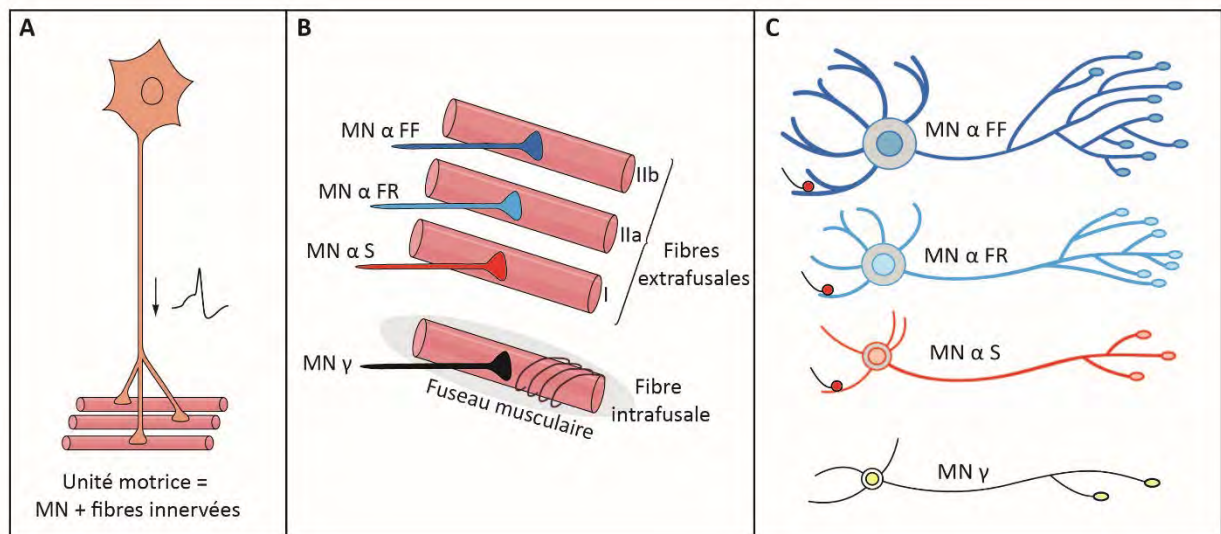 A
Unité motrice =
MN + fibres innervées
B
MN α FF
IIb
MN α FR
IIa
MN α S
I
Fibres
extrafusales
MN γ
Fuseau musculaire
Fibre
intrafusale
C
MN α FF
MN α FR
MN α S
MN γ